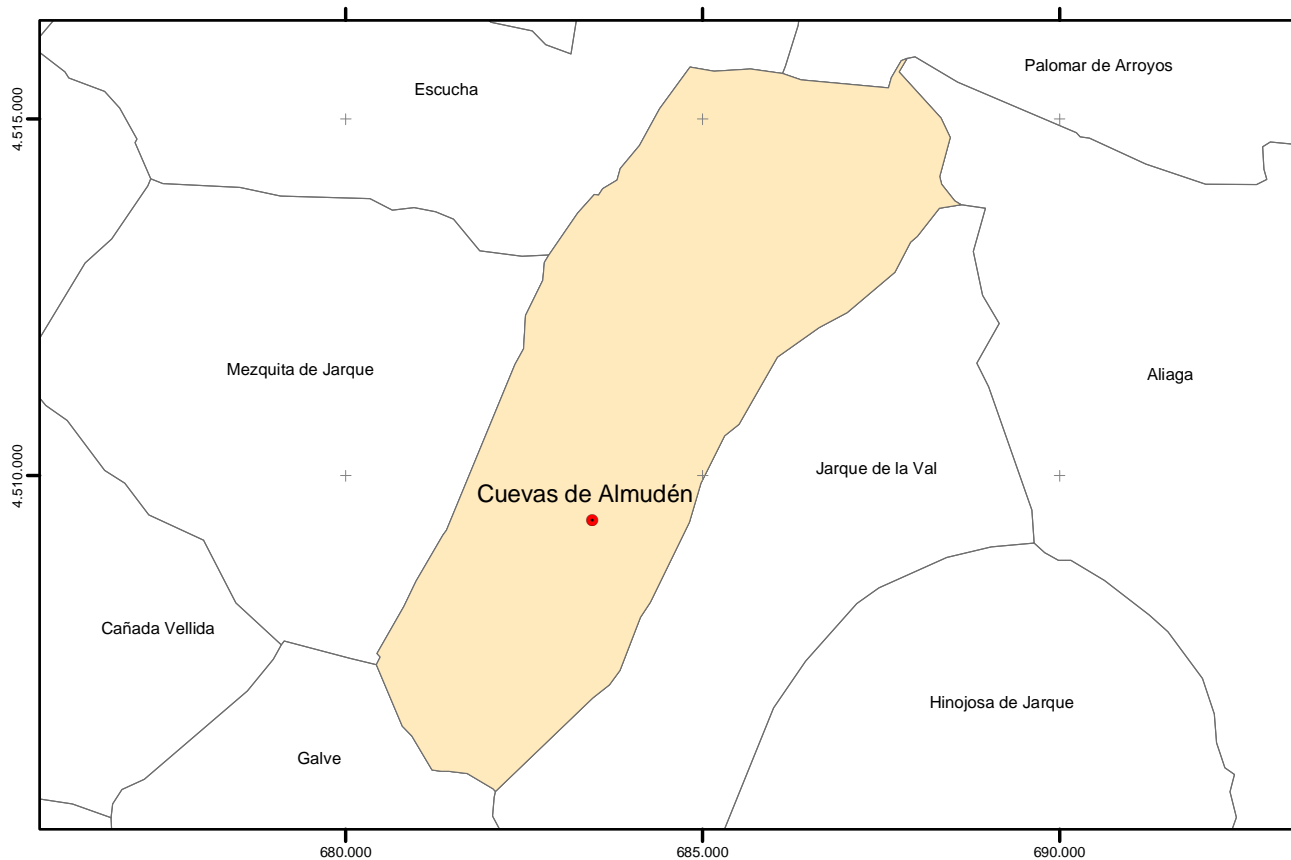 Palomar de Arroyos
Escucha
4.515.000
Mezquita de Jarque
Aliaga
Jarque de la Val
4.510.000
Cuevas de Almudén
Cañada Vellida
Hinojosa de Jarque
Galve
680.000
685.000
690.000